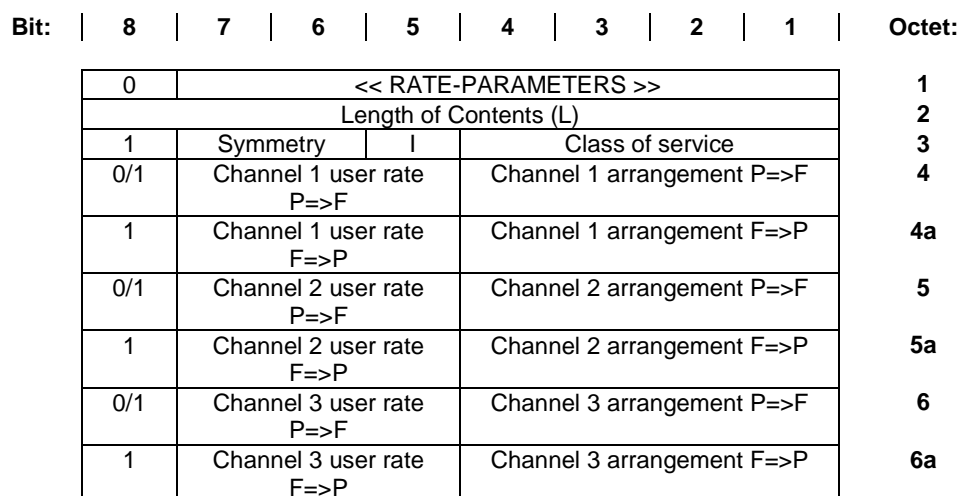 Bit: 8 7 6 5 4 3 2 1 Octet:
0 << RATE-PARAMETERS >> 1
Length of Contents (L) 2
1 Symmetry I Class of service 3
0/1 Channel 1 user rate Channel 1 arrangement P=>F 4
P=>F
1 Channel 1 user rate Channel 1 arrangement F=>P 4a
F=>P
0/1 Channel 2 user rate Channel 2 arrangement P=>F 5
P=>F
1 Channel 2 user rate Channel 2 arrangement F=>P 5a
F=>P
0/1 Channel 3 user rate Channel 3 arrangement P=>F 6
P=>F
1 Channel 3 user rate Channel 3 arrangement F=>P 6a
F=>P